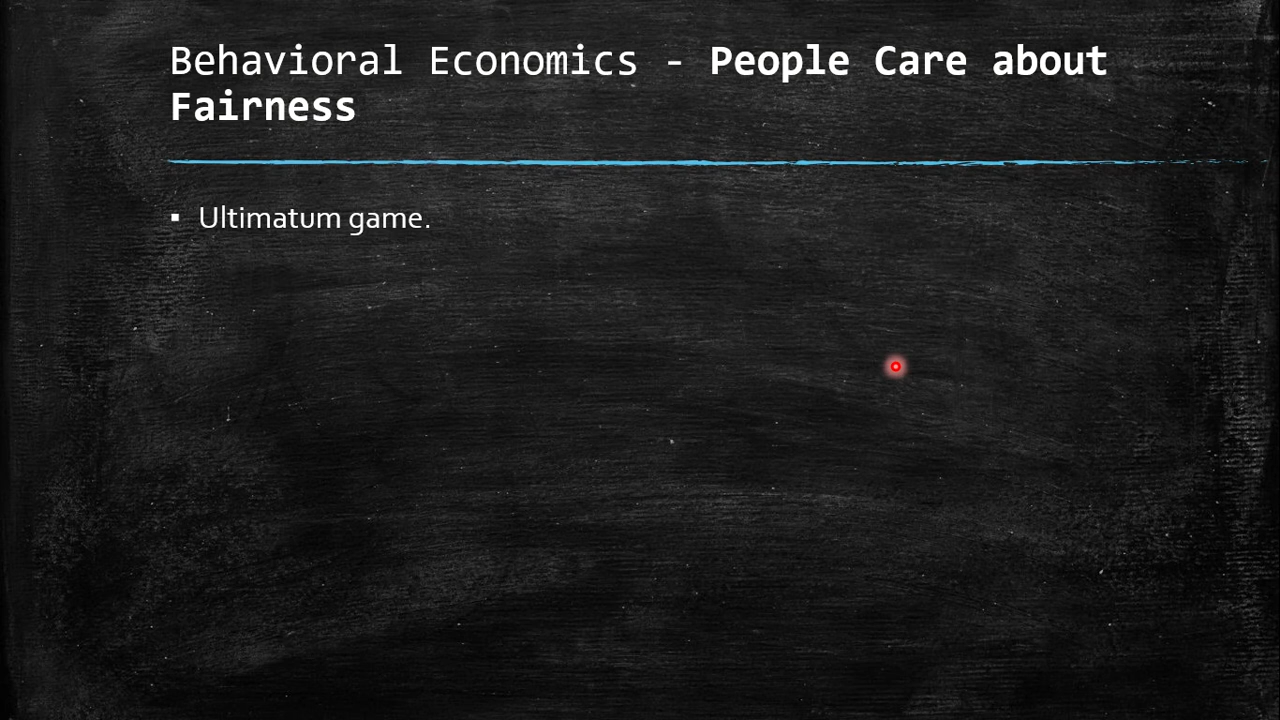 Behavioral Economics - People Care about
Fairness
▪ Ultimatum game.